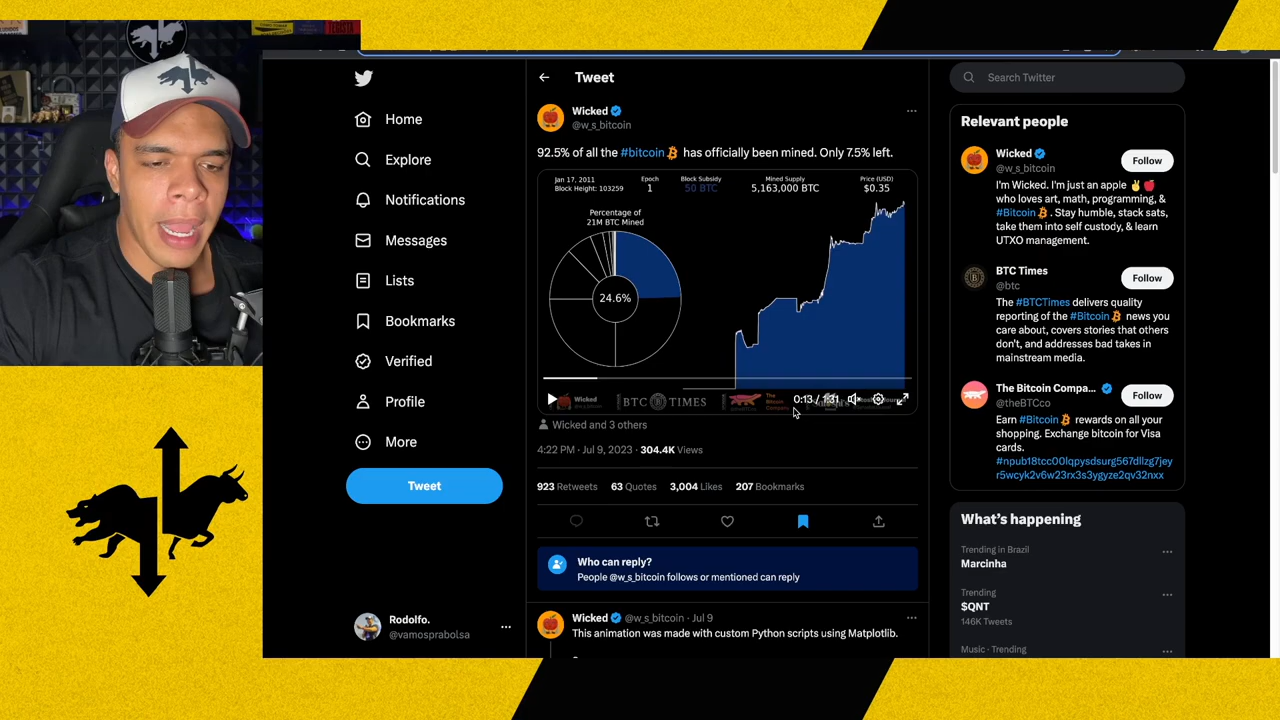 Home
Explore
Notifications
Messages
Lists
Bookmarks
Verified
Profile
More
Tweet
Rodolfo.
@vamosprabolsa
Tweet
Wicked
@w_s_bitcoin
92.5% of all the #bitcoin has officially been mined. Only 7.5% left.
Jan 17, 2011
Block Height: 103259
Epoch
1
Block Subsidy
50 BTC
Mined Supply
5,163,000 BTC
Price (USD)
$0.35
Percentage of
21M BTC Mined
24.6%
Wicked
BTC TIMES
The
Bitcoin
Company
0:13 / 1:31
Wicked and 3 others
4:22 PM · Jul 9, 2023 · 304.4K Views
923 Retweets 63 Quotes 3,004 Likes 207 Bookmarks
Who can reply?
People @w_s_bitcoin follows or mentioned can reply
Wicked @w_s_bitcoin · Jul 9
This animation was made with custom Python scripts using Matplotlib.
Search Twitter
Relevant people
Wicked
@w_s_bitcoin
Follow
I'm Wicked. I'm just an apple
who loves art, math, programming, &
#Bitcoin. Stay humble, stack sats,
take them into self custody, & learn
UTXO management.
BTC Times
@btc
Follow
The #BTCTimes delivers quality
reporting of the #Bitcoin news you
care about, covers stories that others
don't, and addresses bad takes in
mainstream media.
The Bitcoin Compa...
@theBTCco
Follow
Earn #Bitcoin rewards on all your
shopping. Exchange bitcoin for Visa
cards.
#npub18tcc00lqpysdsurg567dllzg7jey
r5wcyk2v6w23rx3s3ygyze2qv32nxx
What's happening
Trending in Brazil
Marcinha
Trending
$QNT
146K Tweets
Music · Trending